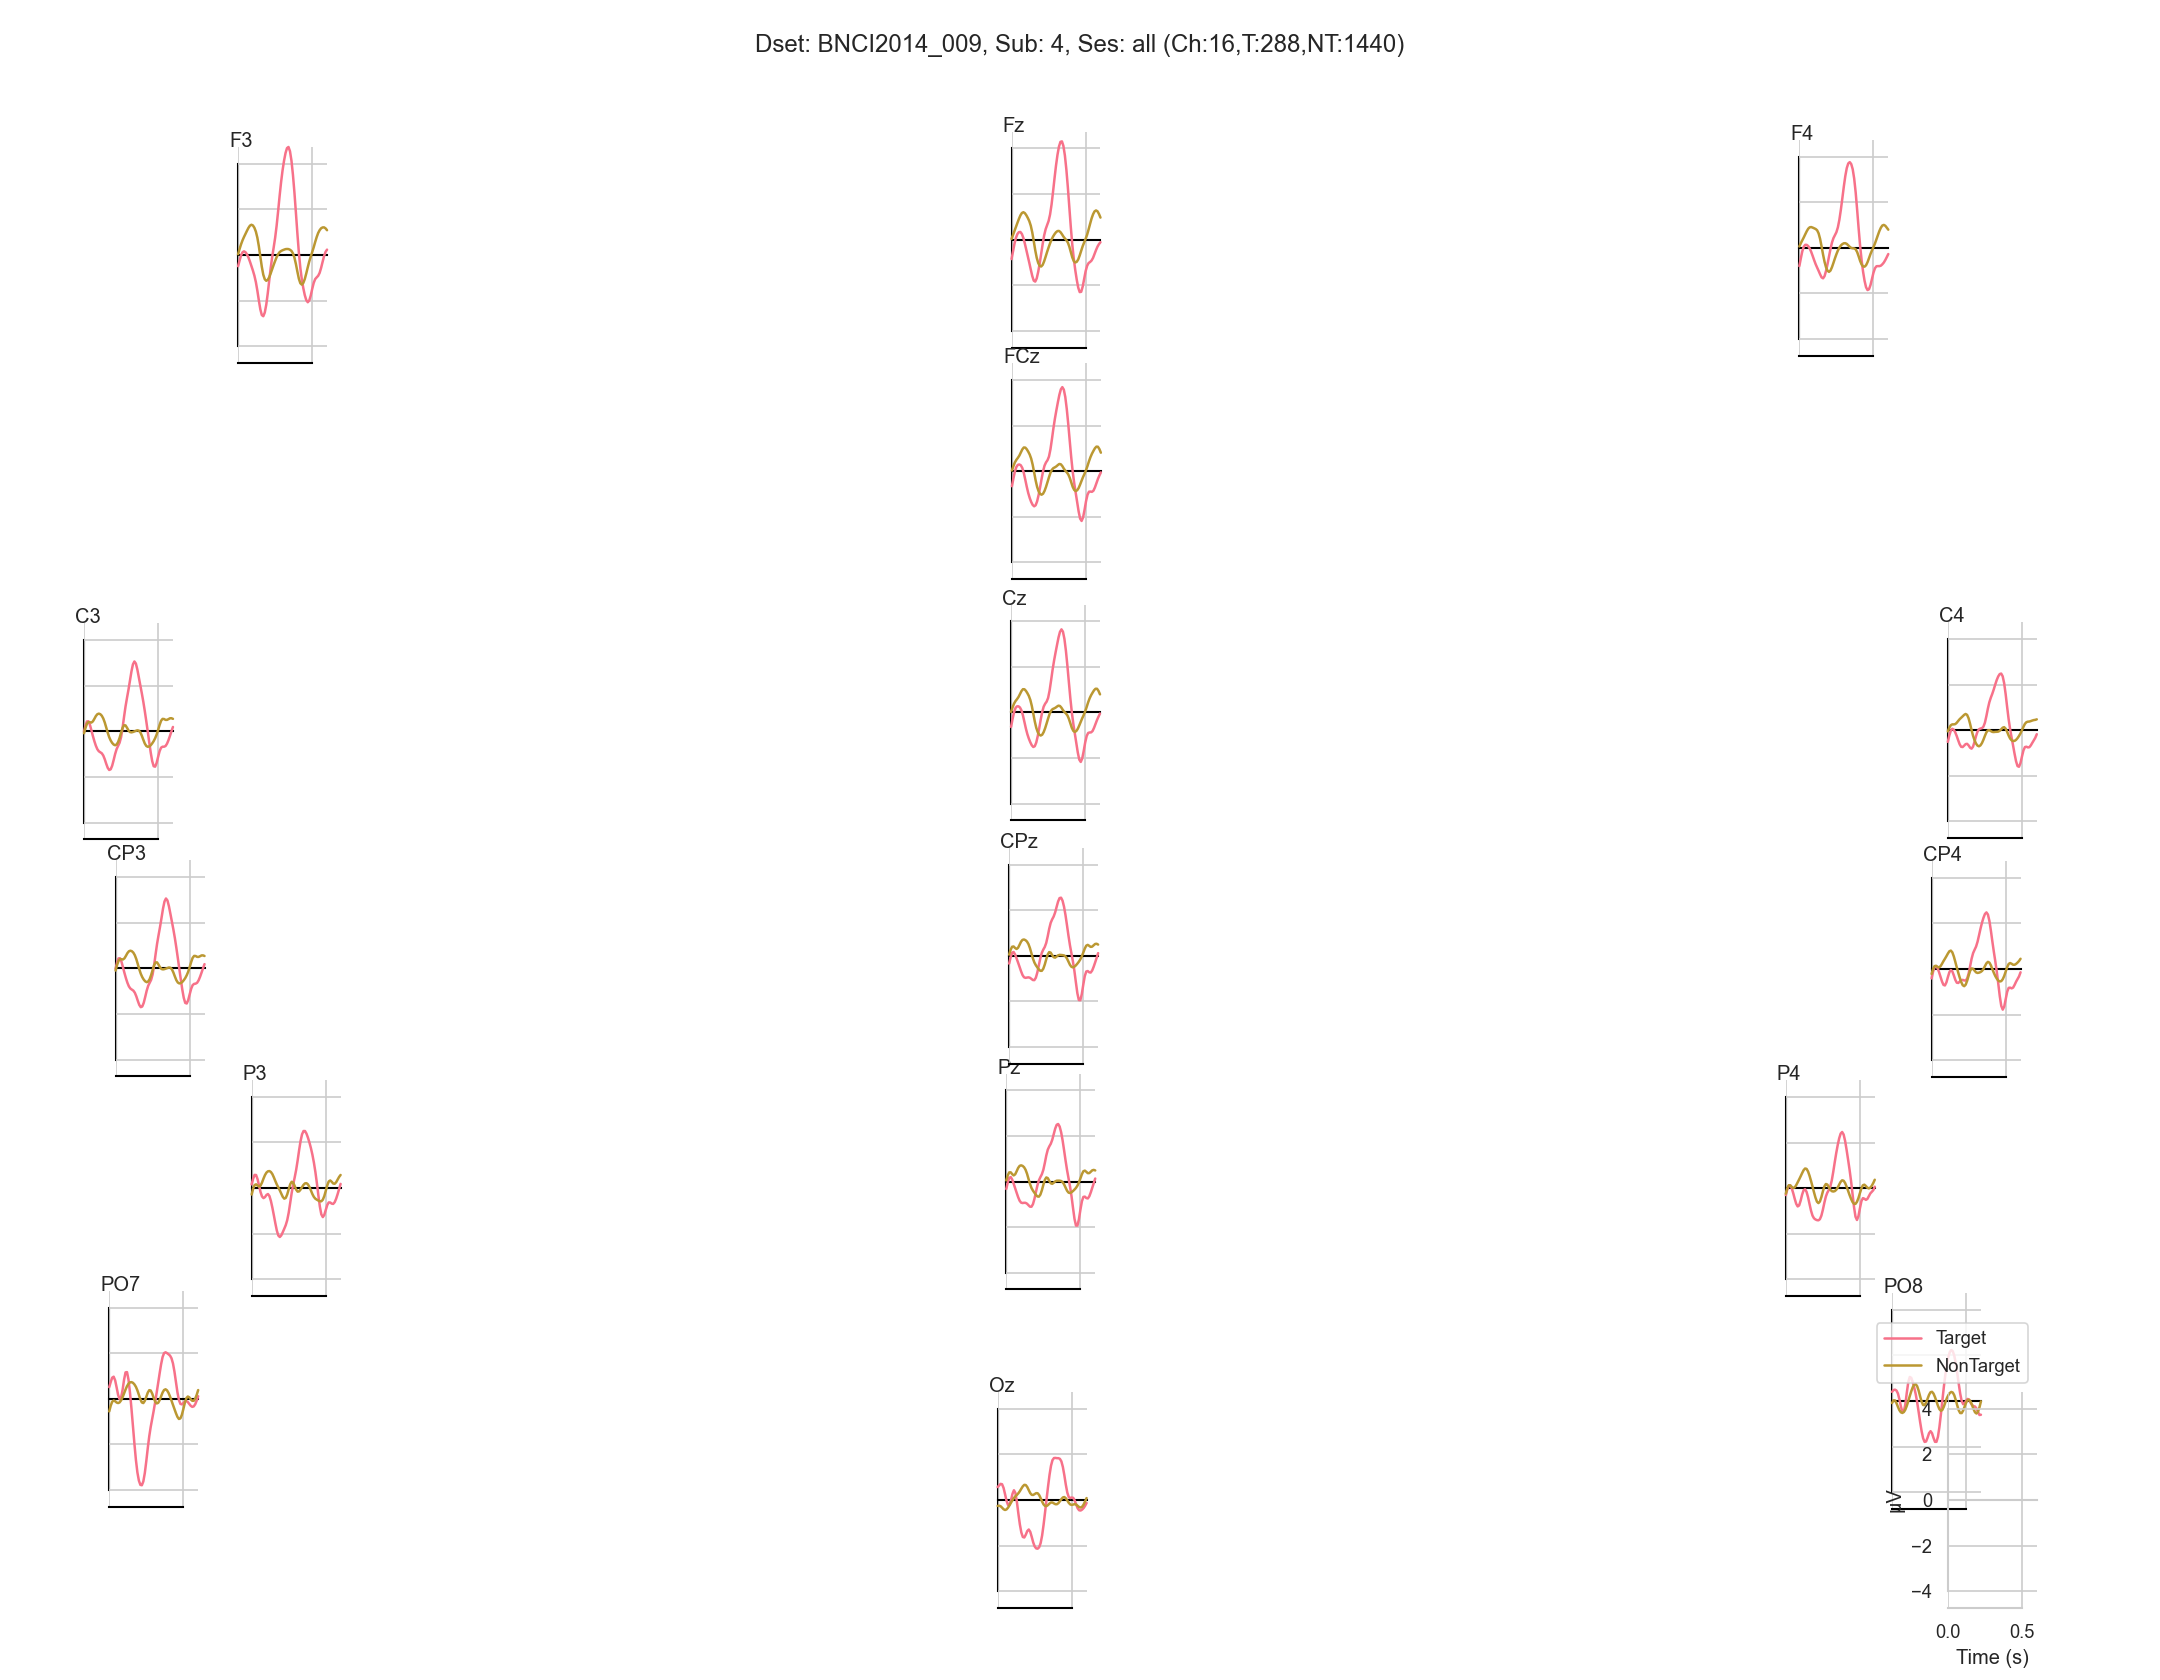 Dset: BNCI2014_009, Sub: 4, Ses: all (Ch:16,T:288,NT:1440)
F3
Fz
F4
FCz
C3
Cz
C4
CP3
CPz
CP4
P3
Pz
P4
PO7
PO8
Target
NonTarget
Oz
4
2
0
−2
−4
µV
0.0 0.5
Time (s)